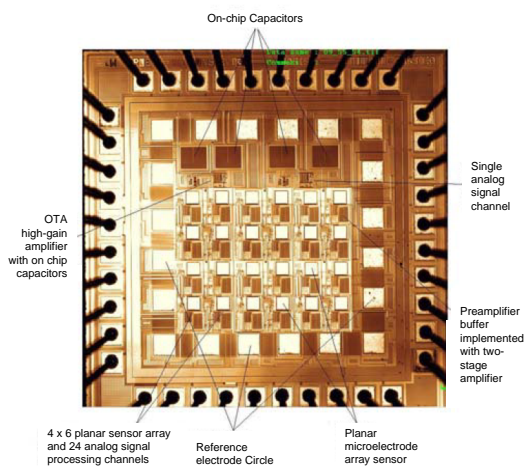 On-chip Capacitors
Single
analog
signal
channel
OTA
high-gain
amplifier
with on chip
capacitors
Preamplifier
buffer
implemented
with two-
stage
amplifier
4 x 6 planar sensor array
and 24 analog signal
processing channels
Reference
electrode Circle
Planar
microelectrode
array sensor